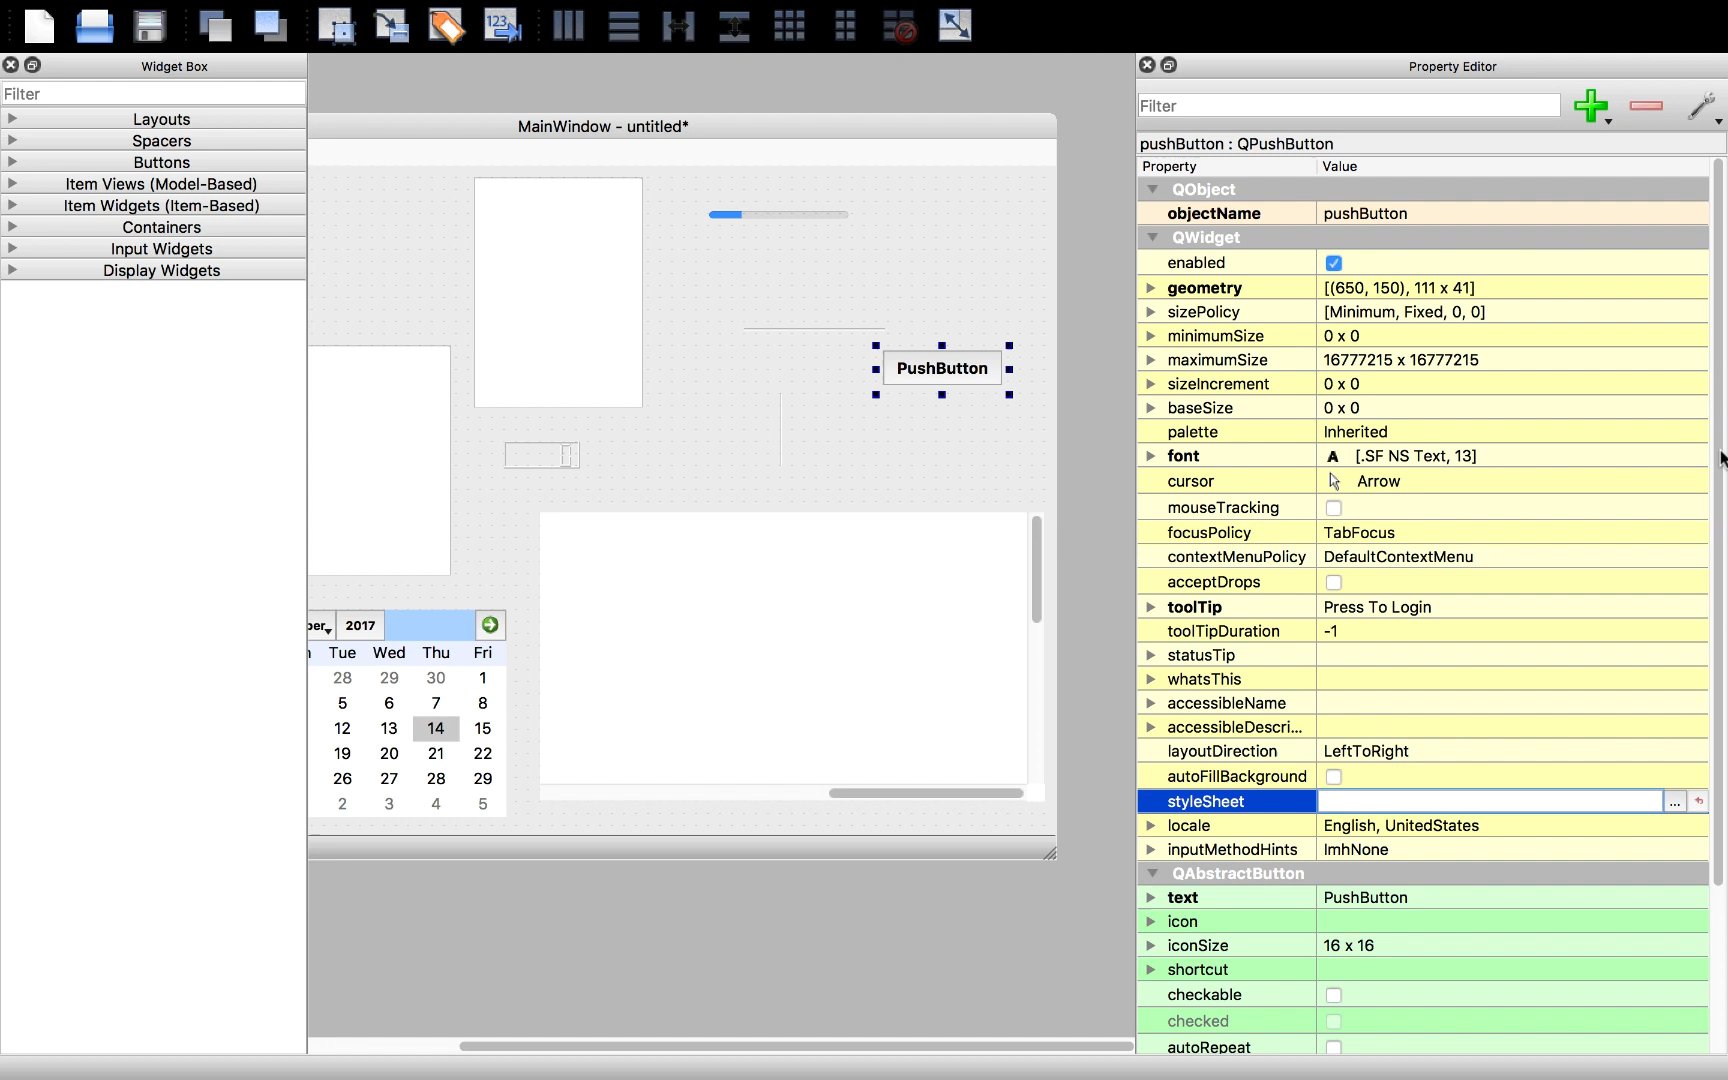 123
Widget Box
Filter
Layouts
Spacers
Buttons
Item Views (Model-Based)
Item Widgets (Item-Based)
Containers
Input Widgets
Display Widgets
MainWindow - untitled*
PushButton
2017
Tue Wed Thu Fri
28 29 30 1
5 6 7 8
12 13 14 15
19 20 21 22
26 27 28 29
2 3 4 5
Property Editor
Filter
pushButton : QPushButton
Property Value
QObject
objectName pushButton
QWidget
enabled
geometry [(650, 150), 111 x 41]
sizePolicy [Minimum, Fixed, 0, 0]
minimumSize 0 x 0
maximumSize 16777215 x 16777215
sizeIncrement 0 x 0
baseSize 0 x 0
palette Inherited
font A [.SF NS Text, 13]
cursor Arrow
mouseTracking
focusPolicy TabFocus
contextMenuPolicy DefaultContextMenu
acceptDrops
toolTip Press To Login
toolTipDuration -1
statusTip
whatsThis
accessibleName
accessibleDescri...
layoutDirection LeftToRight
autoFillBackground
styleSheet ...
locale English, UnitedStates
inputMethodHints ImhNone
QAbstractButton
text PushButton
icon
iconSize 16 x 16
shortcut
checkable
checked
autoRepeat